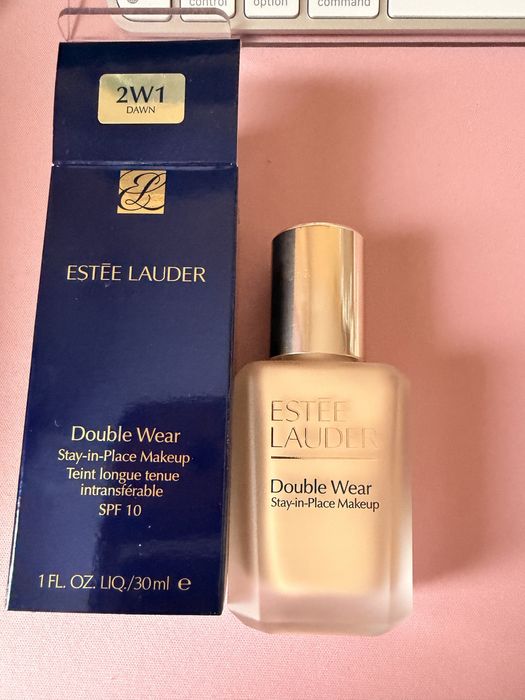 control
option
command
2W1
DAWN
EL
ESTĒE LAUDER
Double Wear
Stay-in-Place Makeup
Teint longue tenue
intransférable
SPF 10
1 FL. OZ. LIQ./30 ml e
ESTĒE
LAUDER
Double Wear
Stay-in-Place Makeup